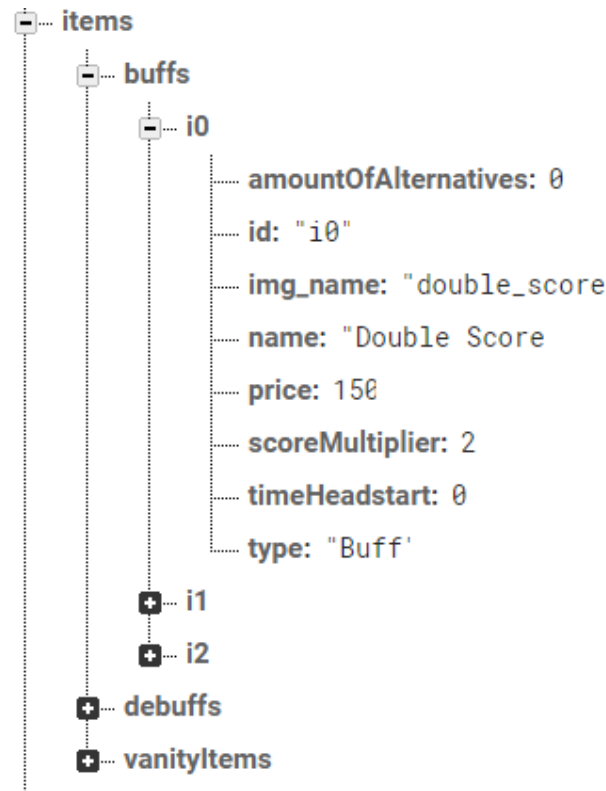 items
buffs
i0
amountOfAlternatives: 0
id: "i0"
img_name: "double_score
name: "Double Score
price: 150
scoreMultiplier: 2
timeHeadstart: 0
type: "Buff'
i1
i2
debuffs
vanityItems